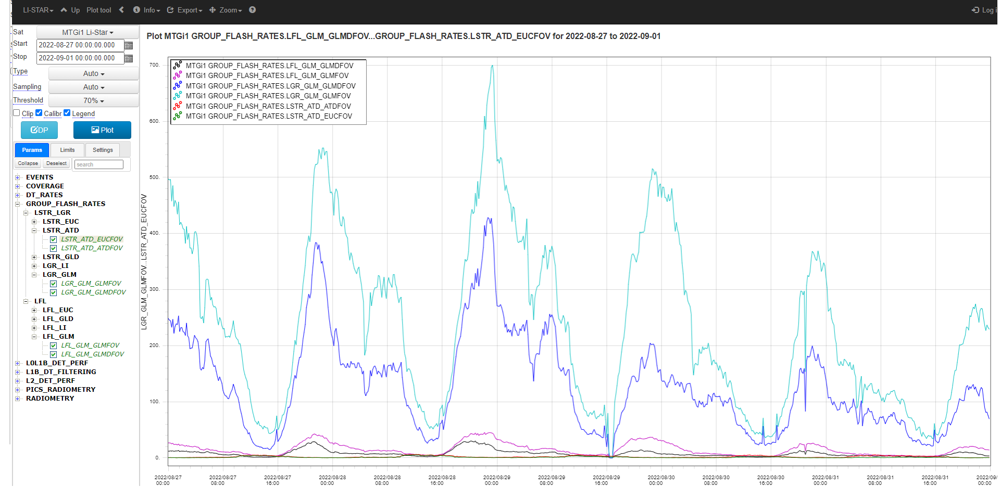 LI-STAR Up Plot tool Info Export Zoom Log i
Sat MTGi1 Li-Star
Start 2022-08-27 00:00:00.000
Stop 2022-09-01 00:00:00.000
Type Auto
Sampling Auto
Threshold 70%
Clip Calibr Legend
DP Plot
Params Limits Settings
Collapse Deselect search
EVENTS
COVERAGE
DT_RATES
GROUP_FLASH_RATES
LSTR_LGR
LSTR_EUC
LSTR_ATD
LSTR_ATD_EUCFOV
LSTR_ATD_ATDFOV
LSTR_GLD
LGR_LI
LGR_GLM
LGR_GLM_GLMFOV
LGR_GLM_GLMDFOV
LFL
LFL_EUC
LFL_GLD
LFL_LI
LFL_GLM
LFL_GLM_GLMFOV
LFL_GLM_GLMDFOV
L0L1B_DET_PERF
L1B_DT_FILTERING
L2_DET_PERF
PICS_RADIOMETRY
RADIOMETRY
Plot MTGi1 GROUP_FLASH_RATES.LFL_GLM_GLMDFOV...GROUP_FLASH_RATES.LSTR_ATD_EUCFOV for 2022-08-27 to 2022-09-01
MTGi1 GROUP_FLASH_RATES.LFL_GLM_GLMDFOV
MTGi1 GROUP_FLASH_RATES.LFL_GLM_GLMFOV
MTGi1 GROUP_FLASH_RATES.LGR_GLM_GLMDFOV
MTGi1 GROUP_FLASH_RATES.LGR_GLM_GLMFOV
MTGi1 GROUP_FLASH_RATES.LSTR_ATD_ATDFOV
MTGi1 GROUP_FLASH_RATES.LSTR_ATD_EUCFOV
LGR_GLM_GLMFOV...LSTR_ATD_EUCFOV
700.
600.
500.
400.
300.
200.
100.
0.
2022/08/27 2022/08/27 2022/08/27 2022/08/28 2022/08/28 2022/08/28 2022/08/29 2022/08/29 2022/08/29 2022/08/30 2022/08/30 2022/08/30 2022/08/31 2022/08/31 2022/08/31 2022/09/
00:00 08:00 16:00 00:00 08:00 16:00 00:00 08:00 16:00 00:00 08:00 16:00 00:00 08:00 16:00 00:00